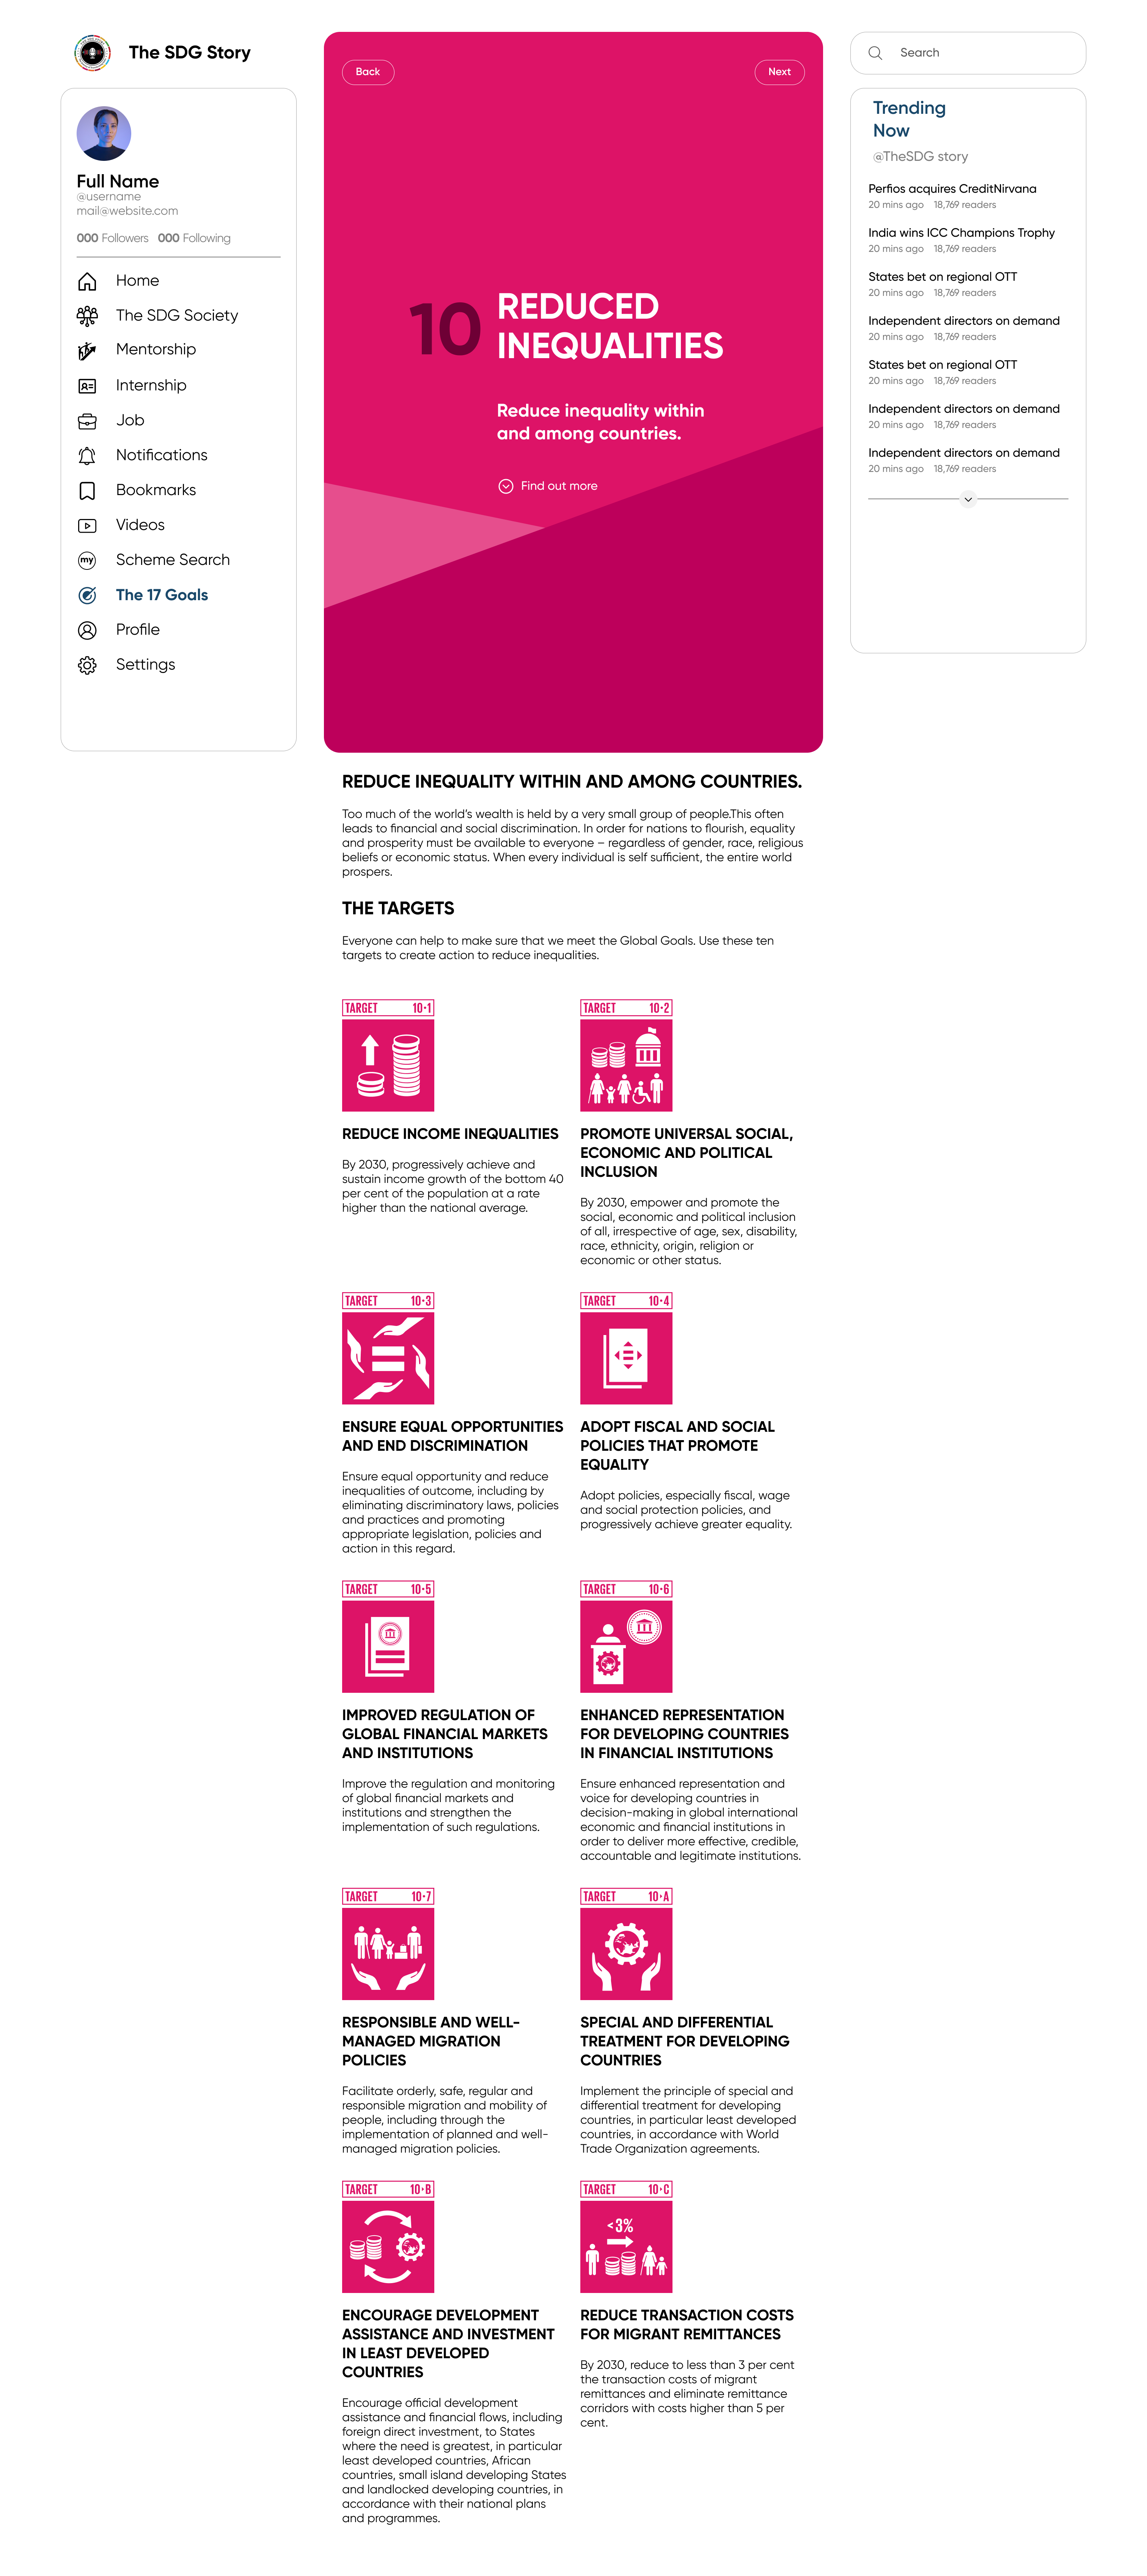 The SDG Story
Full Name
@username
mail@website.com
000 Followers 000 Following
Home
The SDG Society
Mentorship
Internship
Job
Notifications
Bookmarks
Videos
my
Scheme Search
The 17 Goals
Profile
Settings
Back
Next
10
REDUCED
INEQUALITIES
Reduce inequality within
and among countries.
Find out more
Search
Trending
Now
@TheSDG story
Perfios acquires CreditNirvana
20 mins ago 18,769 readers
India wins ICC Champions Trophy
20 mins ago 18,769 readers
States bet on regional OTT
20 mins ago 18,769 readers
Independent directors on demand
20 mins ago 18,769 readers
States bet on regional OTT
20 mins ago 18,769 readers
Independent directors on demand
20 mins ago 18,769 readers
Independent directors on demand
20 mins ago 18,769 readers
REDUCE INEQUALITY WITHIN AND AMONG COUNTRIES.
Too much of the world’s wealth is held by a very small group of people.This often
leads to financial and social discrimination. In order for nations to flourish, equality
and prosperity must be available to everyone – regardless of gender, race, religious
beliefs or economic status. When every individual is self sufficient, the entire world
prospers.
THE TARGETS
Everyone can help to make sure that we meet the Global Goals. Use these ten
targets to create action to reduce inequalities.
TARGET 10·1
REDUCE INCOME INEQUALITIES
By 2030, progressively achieve and
sustain income growth of the bottom 40
per cent of the population at a rate
higher than the national average.
TARGET 10·2
PROMOTE UNIVERSAL SOCIAL,
ECONOMIC AND POLITICAL
INCLUSION
By 2030, empower and promote the
social, economic and political inclusion
of all, irrespective of age, sex, disability,
race, ethnicity, origin, religion or
economic or other status.
TARGET 10·3
ENSURE EQUAL OPPORTUNITIES
AND END DISCRIMINATION
Ensure equal opportunity and reduce
inequalities of outcome, including by
eliminating discriminatory laws, policies
and practices and promoting
appropriate legislation, policies and
action in this regard.
TARGET 10·4
ADOPT FISCAL AND SOCIAL
POLICIES THAT PROMOTE
EQUALITY
Adopt policies, especially fiscal, wage
and social protection policies, and
progressively achieve greater equality.
TARGET 10·5
IMPROVED REGULATION OF
GLOBAL FINANCIAL MARKETS
AND INSTITUTIONS
Improve the regulation and monitoring
of global financial markets and
institutions and strengthen the
implementation of such regulations.
TARGET 10·6
ENHANCED REPRESENTATION
FOR DEVELOPING COUNTRIES
IN FINANCIAL INSTITUTIONS
Ensure enhanced representation and
voice for developing countries in
decision-making in global international
economic and financial institutions in
order to deliver more effective, credible,
accountable and legitimate institutions.
TARGET 10·7
RESPONSIBLE AND WELL-
MANAGED MIGRATION
POLICIES
Facilitate orderly, safe, regular and
responsible migration and mobility of
people, including through the
implementation of planned and well-
managed migration policies.
TARGET 10·A
SPECIAL AND DIFFERENTIAL
TREATMENT FOR DEVELOPING
COUNTRIES
Implement the principle of special and
differential treatment for developing
countries, in particular least developed
countries, in accordance with World
Trade Organization agreements.
TARGET 10·B
ENCOURAGE DEVELOPMENT
ASSISTANCE AND INVESTMENT
IN LEAST DEVELOPED
COUNTRIES
Encourage official development
assistance and financial flows, including
foreign direct investment, to States
where the need is greatest, in particular
least developed countries, African
countries, small island developing States
and landlocked developing countries, in
accordance with their national plans
and programmes.
TARGET 10·C
<3%
REDUCE TRANSACTION COSTS
FOR MIGRANT REMITTANCES
By 2030, reduce to less than 3 per cent
the transaction costs of migrant
remittances and eliminate remittance
corridors with costs higher than 5 per
cent.